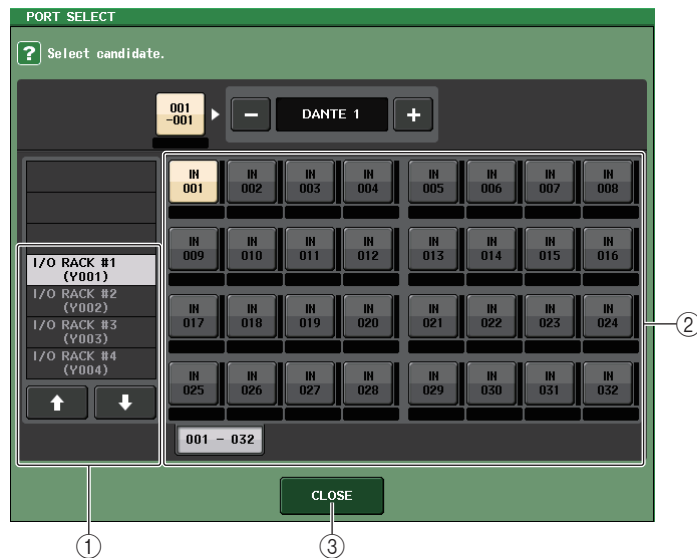 PORT SELECT
? Select candidate.
001
-001
− DANTE 1 +
IN IN IN IN IN IN IN IN
001 002 003 004 005 006 007 008
IN IN IN IN IN IN IN IN
009 010 011 012 013 014 015 016
I/O RACK #1
(Y001)
I/O RACK #2
(Y002)
I/O RACK #3
(Y003)
I/O RACK #4
(Y004)
IN IN IN IN IN IN IN IN
017 018 019 020 021 022 023 024
IN IN IN IN IN IN IN IN
025 026 027 028 029 030 031 032
001 - 032
CLOSE
①
②
③